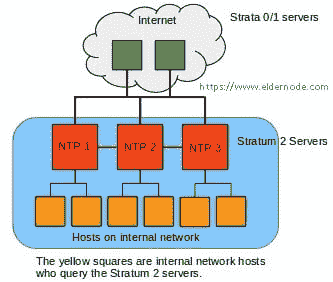 Internet
Strata 0/1 servers
https://www.eldernode.com
Stratum 2 Servers
NTP 1
NTP 2
NTP 3
Hosts on internal network
The yellow squares are internal network hosts
who query the Stratum 2 servers.